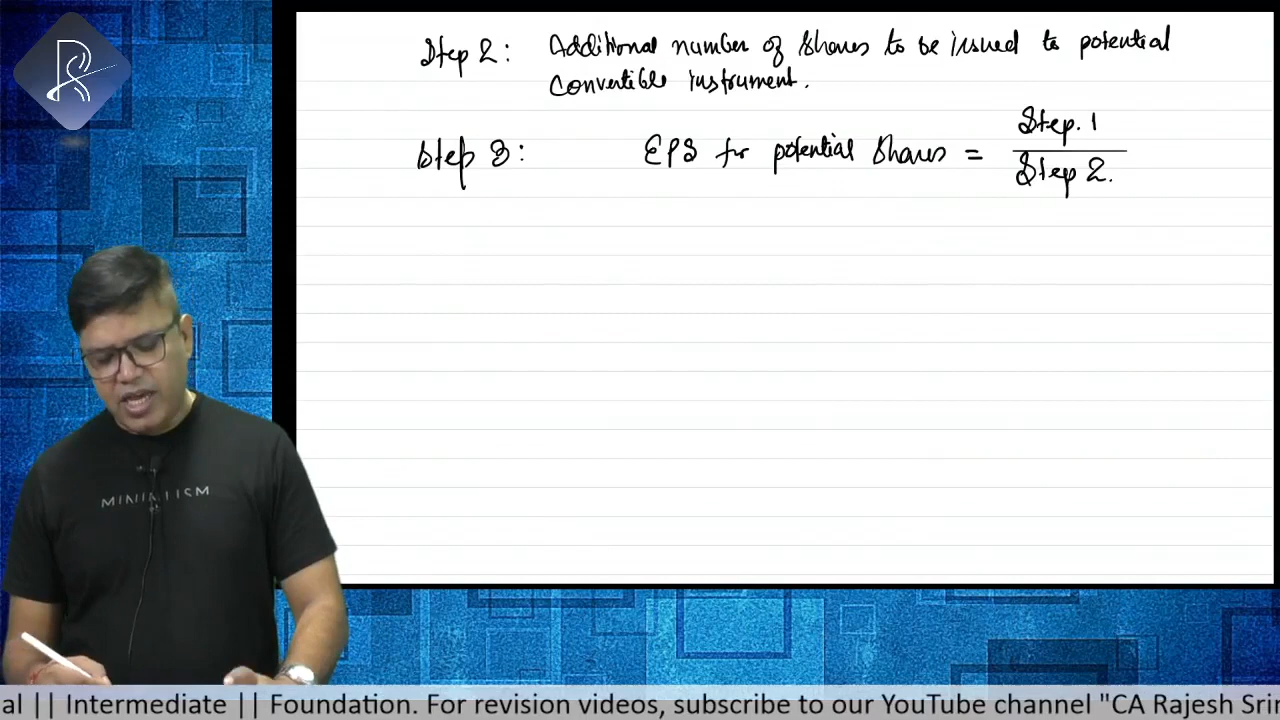 Step 2: Additional number of Shares to be issued to potential
Convertible instrument.
Step 3: EPS for potential Shares = Step. 1
Step 2.
MINIMALISM
al || Intermediate || Foundation. For revision videos, subscribe to our YouTube channel "CA Rajesh Srin